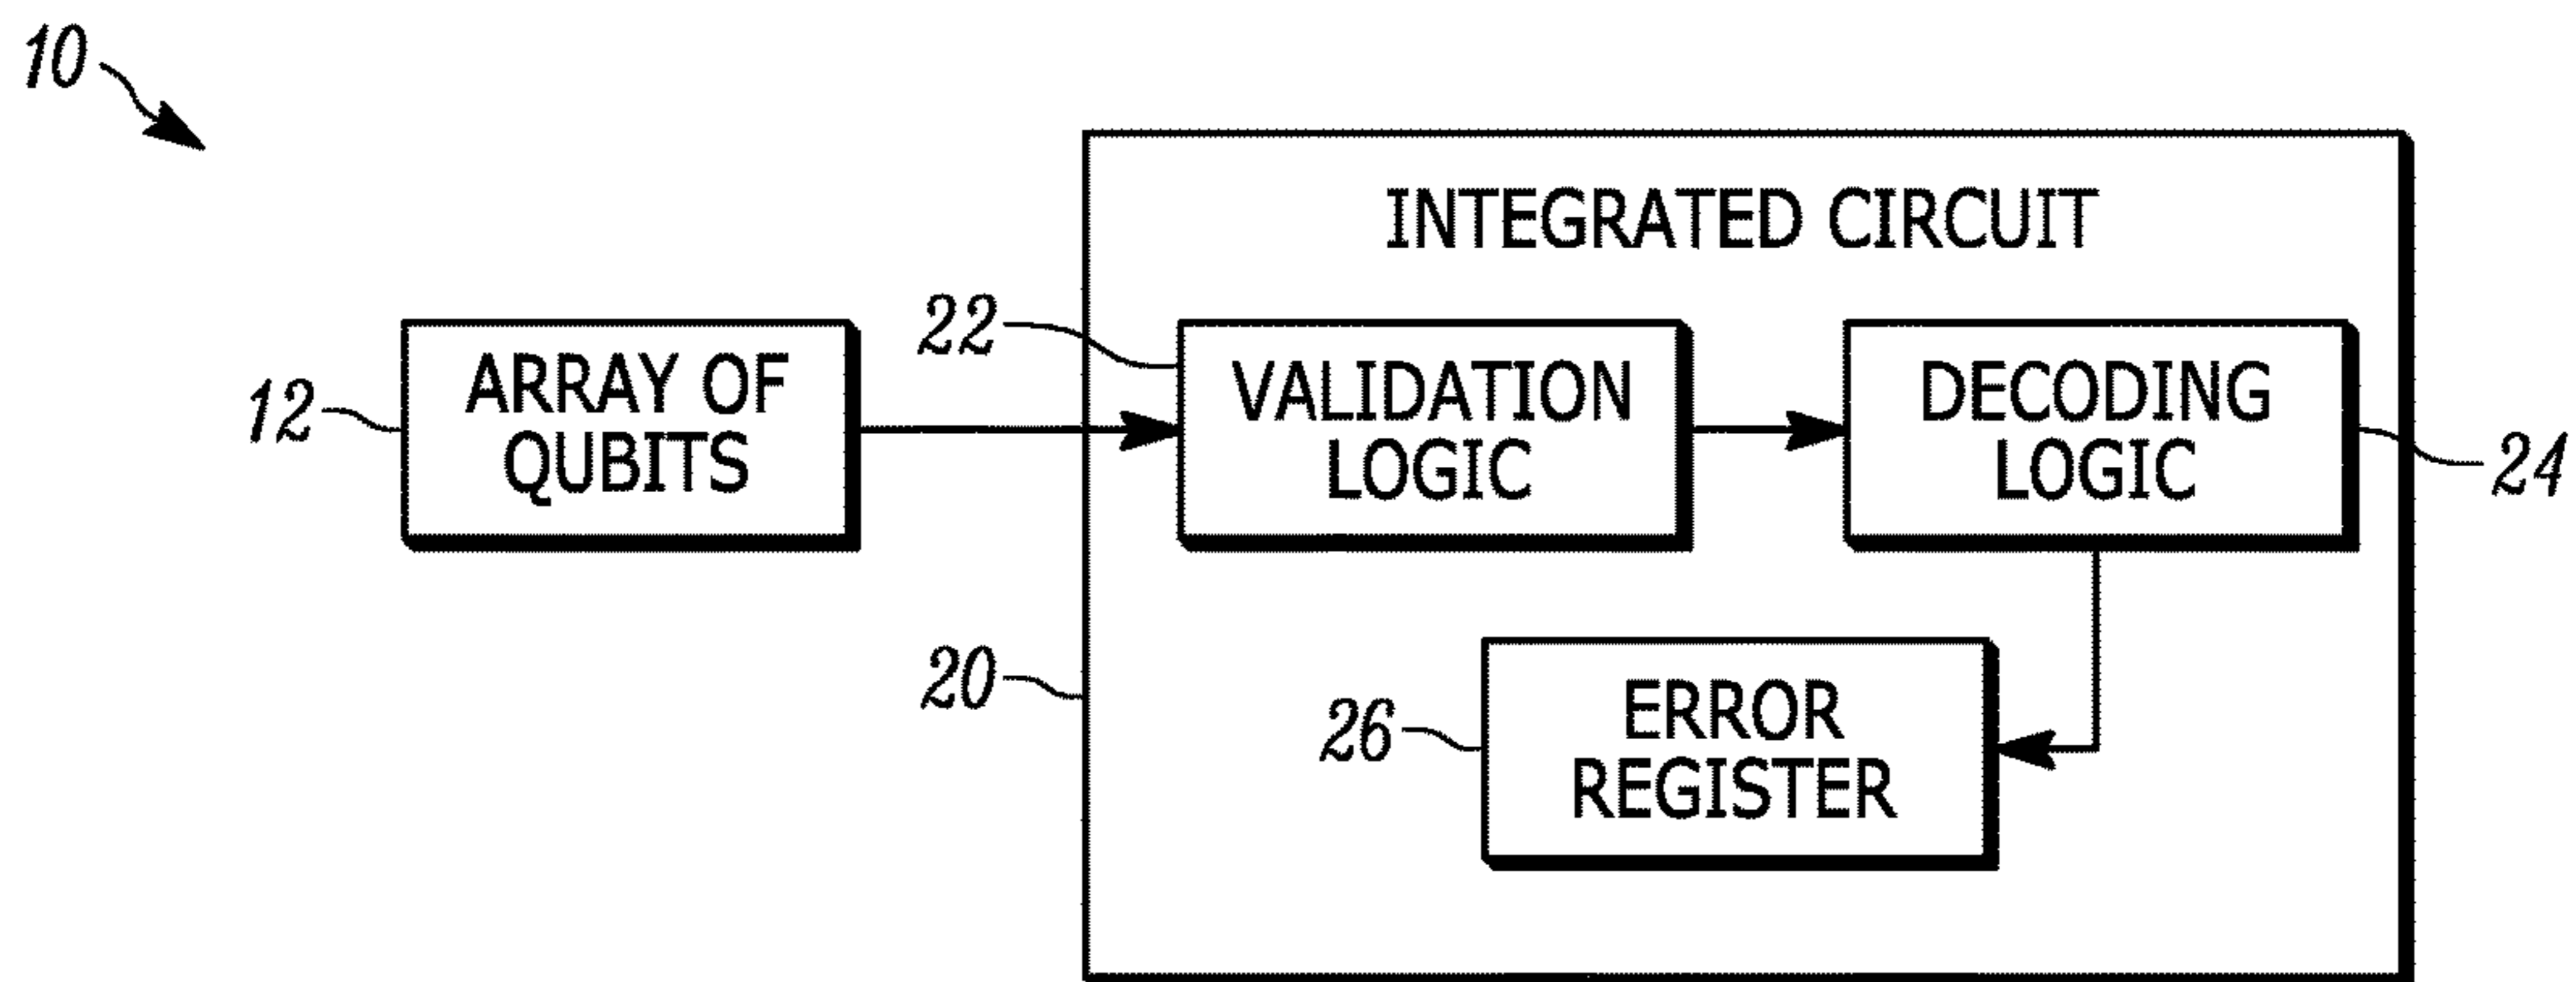 10
INTEGRATED CIRCUIT
22
12
ARRAY OF
QUBITS
VALIDATION
LOGIC
DECODING
LOGIC
24
20
26
ERROR
REGISTER